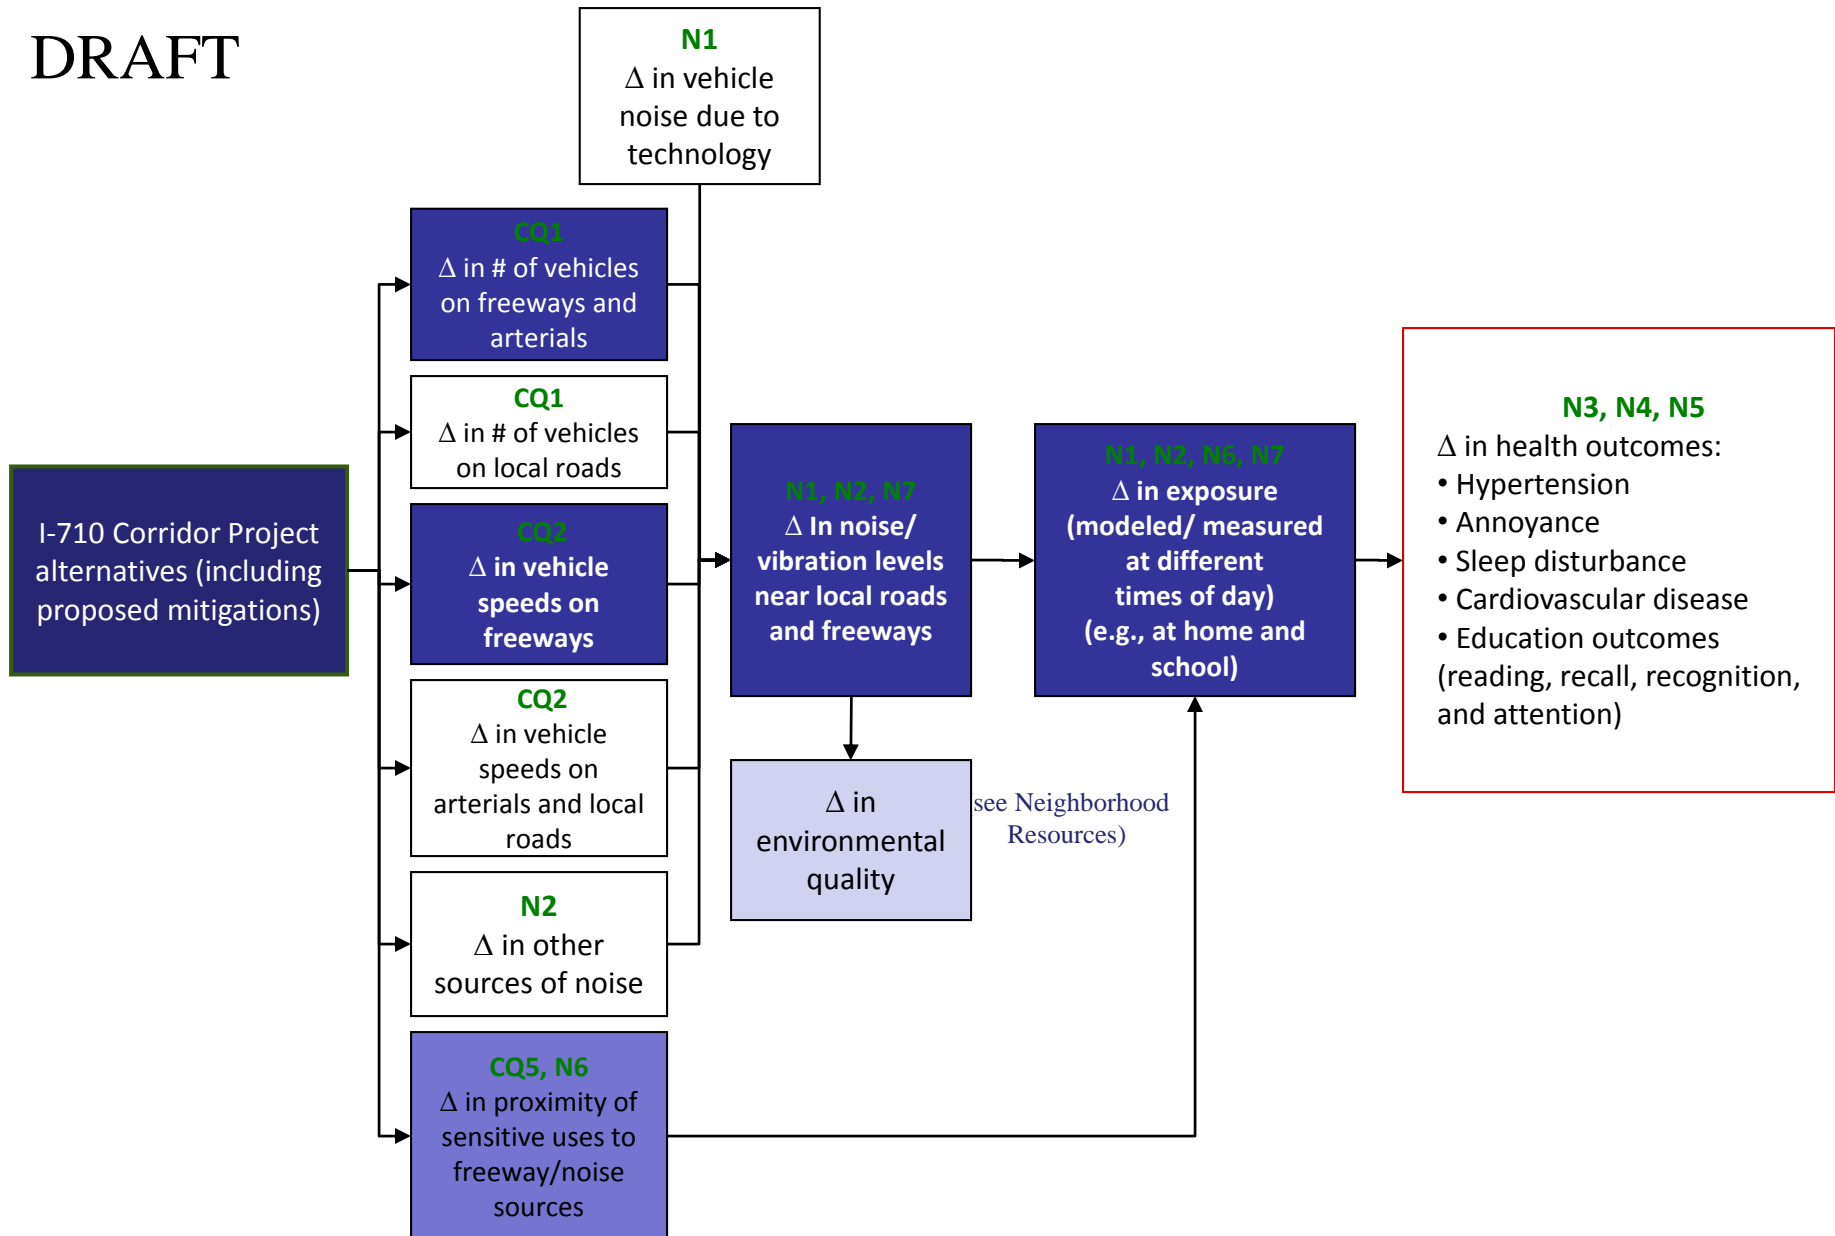 DRAFT
N1
Δ in vehicle
noise due to
technology
CQ1
Δ in # of vehicles
on freeways and
arterials
CQ1
Δ in # of vehicles
on local roads
I-710 Corridor Project
alternatives (including
proposed mitigations)
CQ2
Δ in vehicle
speeds on
freeways
CQ2
Δ in vehicle
speeds on
arterials and local
roads
N2
Δ in other
sources of noise
CQ5, N6
Δ in proximity of
sensitive uses to
freeway/noise
sources
N1, N2, N7
Δ In noise/
vibration levels
near local roads
and freeways
Δ in
environmental
quality
see Neighborhood
Resources)
N1, N2, N6, N7
Δ in exposure
(modeled/ measured
at different
times of day)
(e.g., at home and
school)
N3, N4, N5
Δ in health outcomes:
• Hypertension
• Annoyance
• Sleep disturbance
• Cardiovascular disease
• Education outcomes
(reading, recall, recognition,
and attention)